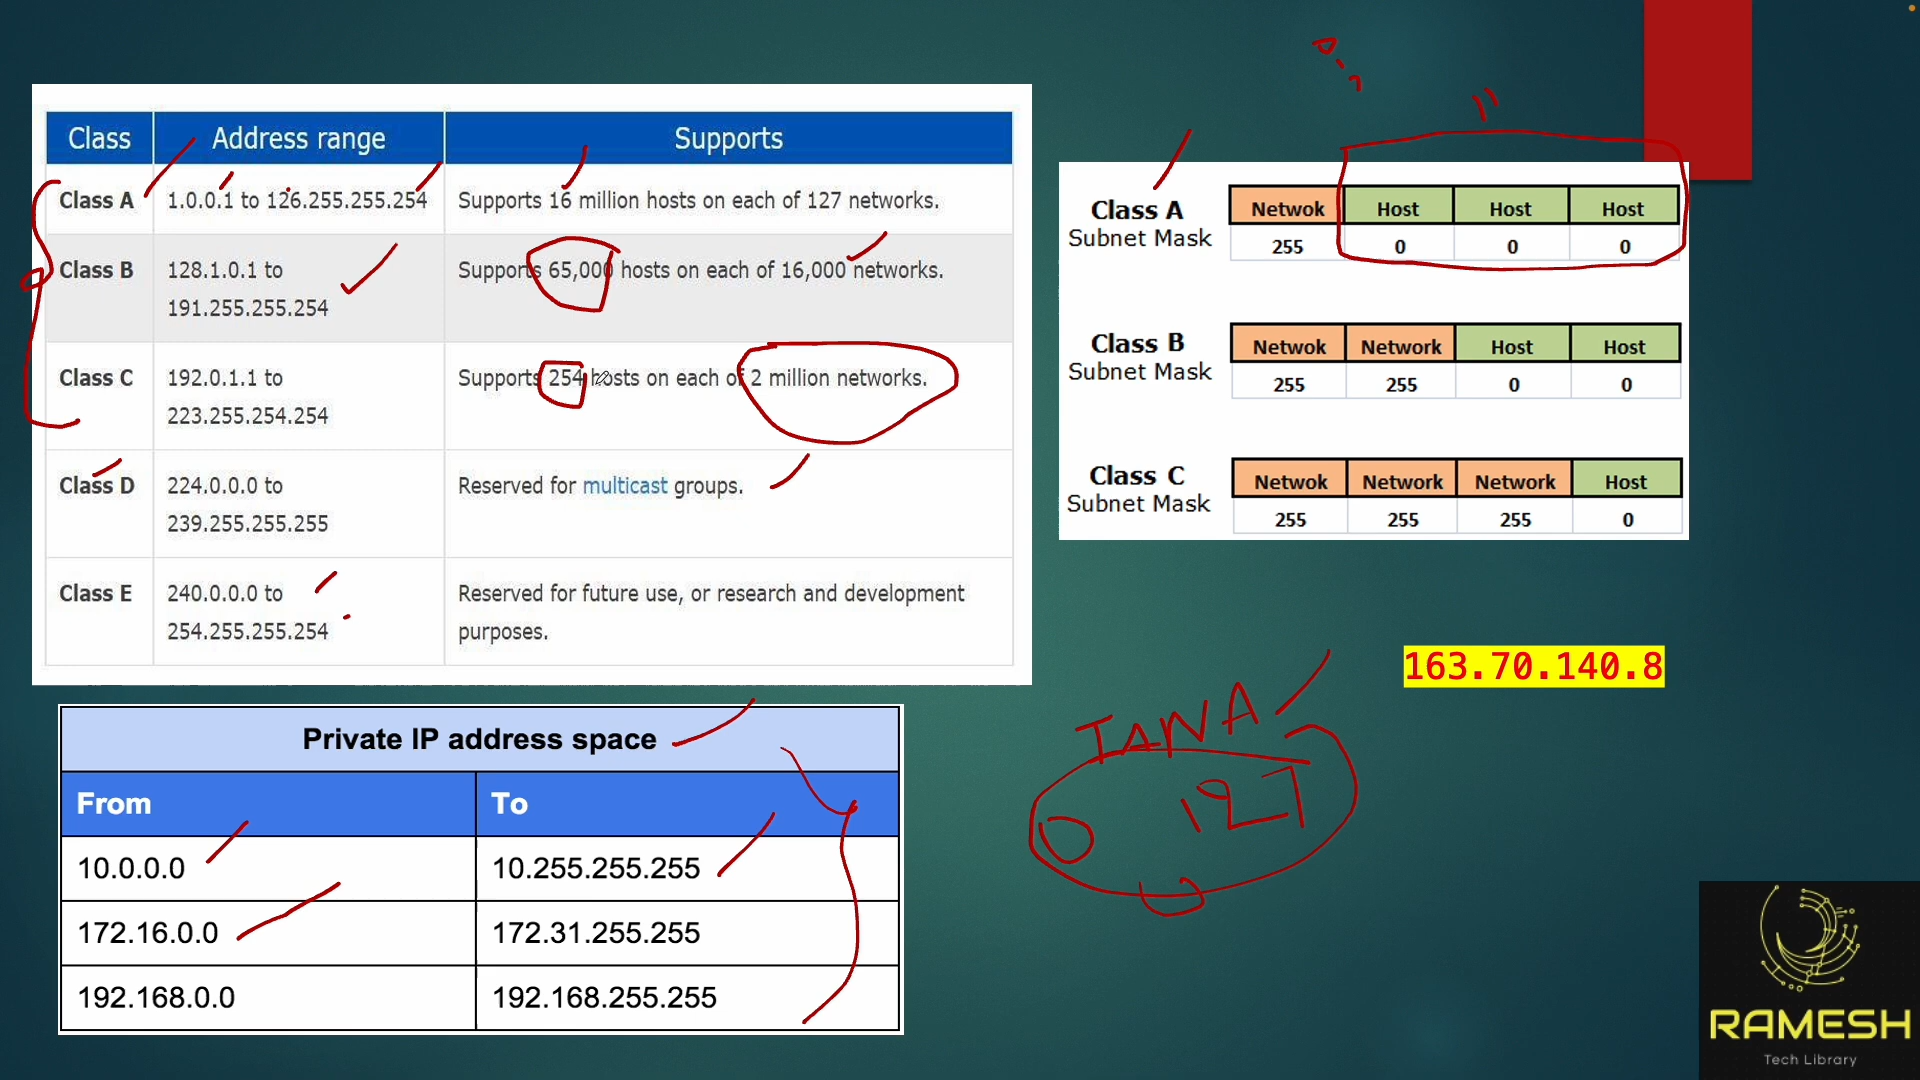 Class Address range Supports
Class A 1.0.0.1 to 126.255.255.254 Supports 16 million hosts on each of 127 networks.
Class B 128.1.0.1 to
191.255.255.254 Supports 65,000 hosts on each of 16,000 networks.
Class C 192.0.1.1 to
223.255.254.254 Supports 254 hosts on each of 2 million networks.
Class D 224.0.0.0 to
239.255.255.255 Reserved for multicast groups.
Class E 240.0.0.0 to
254.255.255.254 Reserved for future use, or research and development
purposes.
Class A
Subnet Mask
Netwok Host Host Host
255 0 0 0
Class B
Subnet Mask
Netwok Network Host Host
255 255 0 0
Class C
Subnet Mask
Netwok Network Network Host
255 255 255 0
163.70.140.8
IANA
0 127
Private IP address space
From To
10.0.0.0 10.255.255.255
172.16.0.0 172.31.255.255
192.168.0.0 192.168.255.255
RAMESH
Tech Library